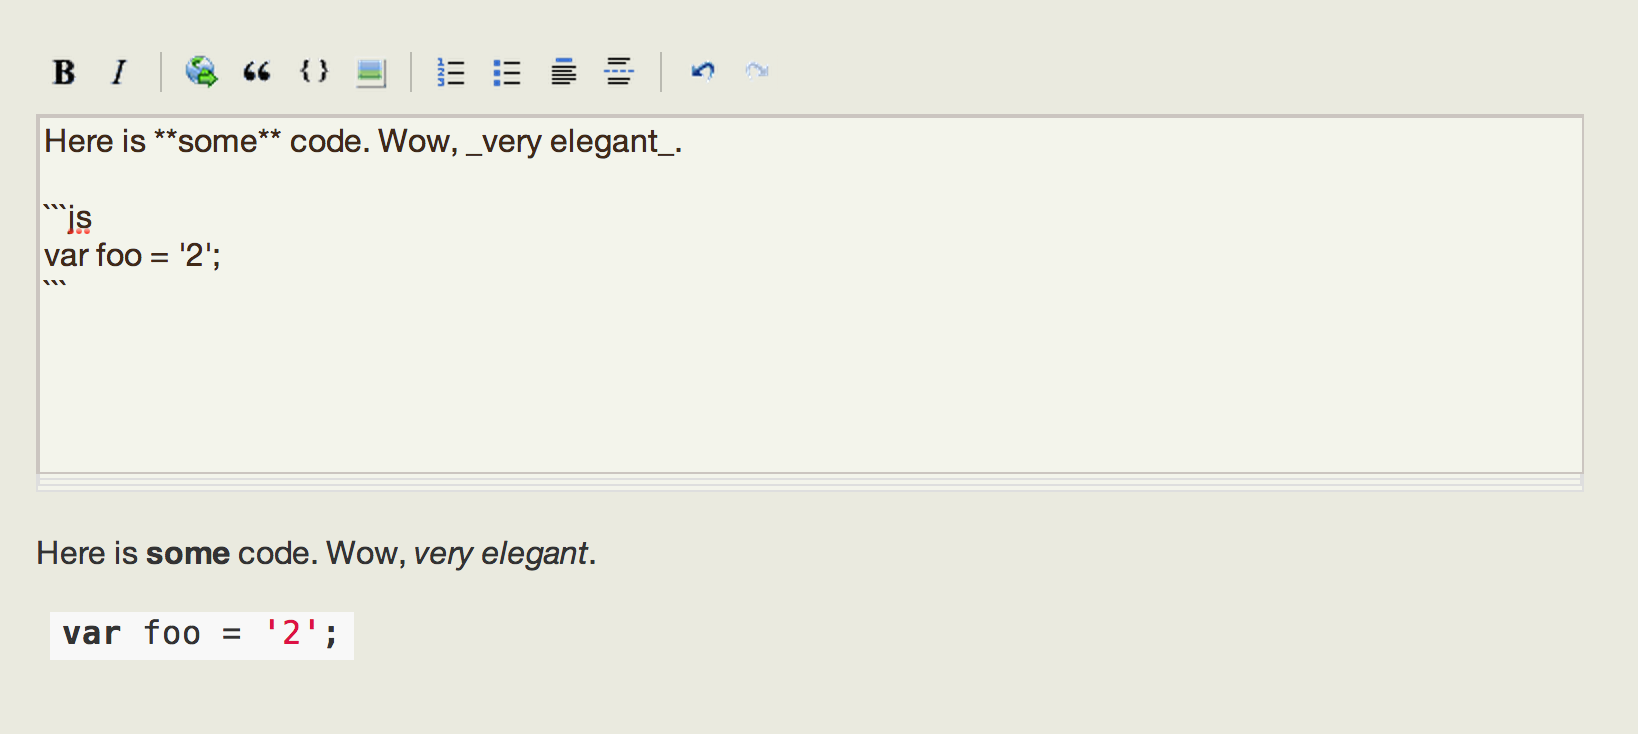 B I
Here is **some** code. Wow, _very elegant_.
```js
var foo = '2';
```
Here is some code. Wow, very elegant.
var foo = '2';